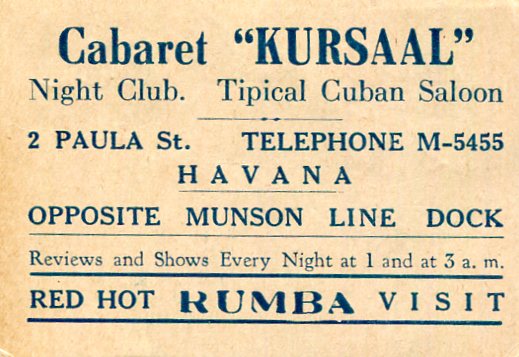 Cabaret "KURSAAL"
Night Club. Tipical Cuban Saloon
2 PAULA St. TELEPHONE M-5455
HAVANA
OPPOSITE MUNSON LINE DOCK
Reviews and Shows Every Night at 1 and at 3 a. m.
RED HOT RUMBA VISIT